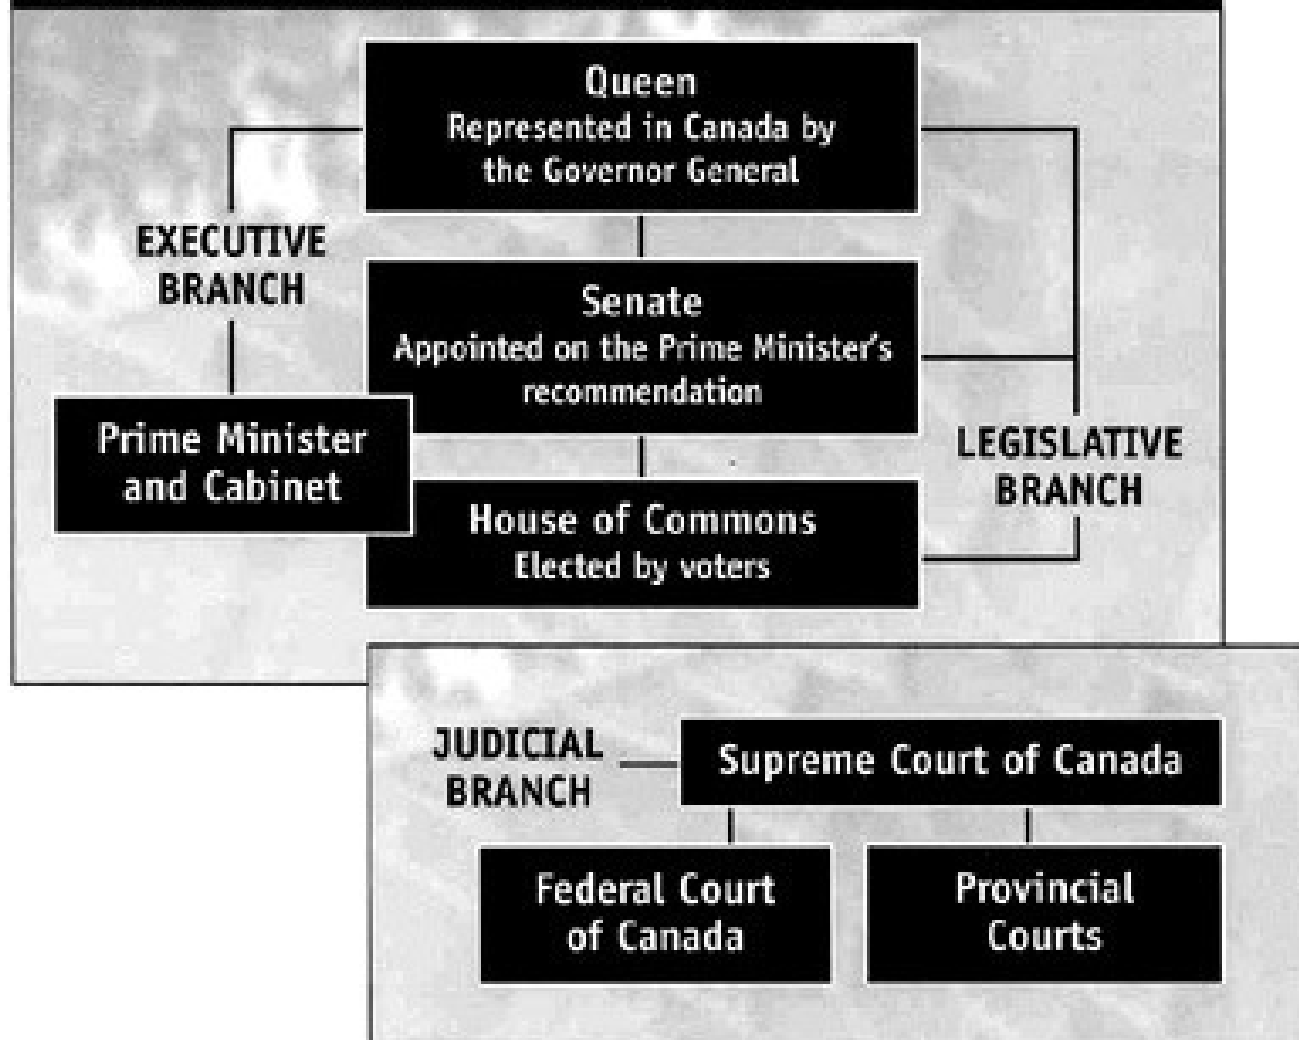 Queen
Represented in Canada by
the Governor General
EXECUTIVE
BRANCH
Senate
Appointed on the Prime Minister's
recommendation
Prime Minister
and Cabinet
LEGISLATIVE
BRANCH
House of Commons
Elected by voters
JUDICIAL
BRANCH
Supreme Court of Canada
Federal Court
of Canada
Provincial
Courts